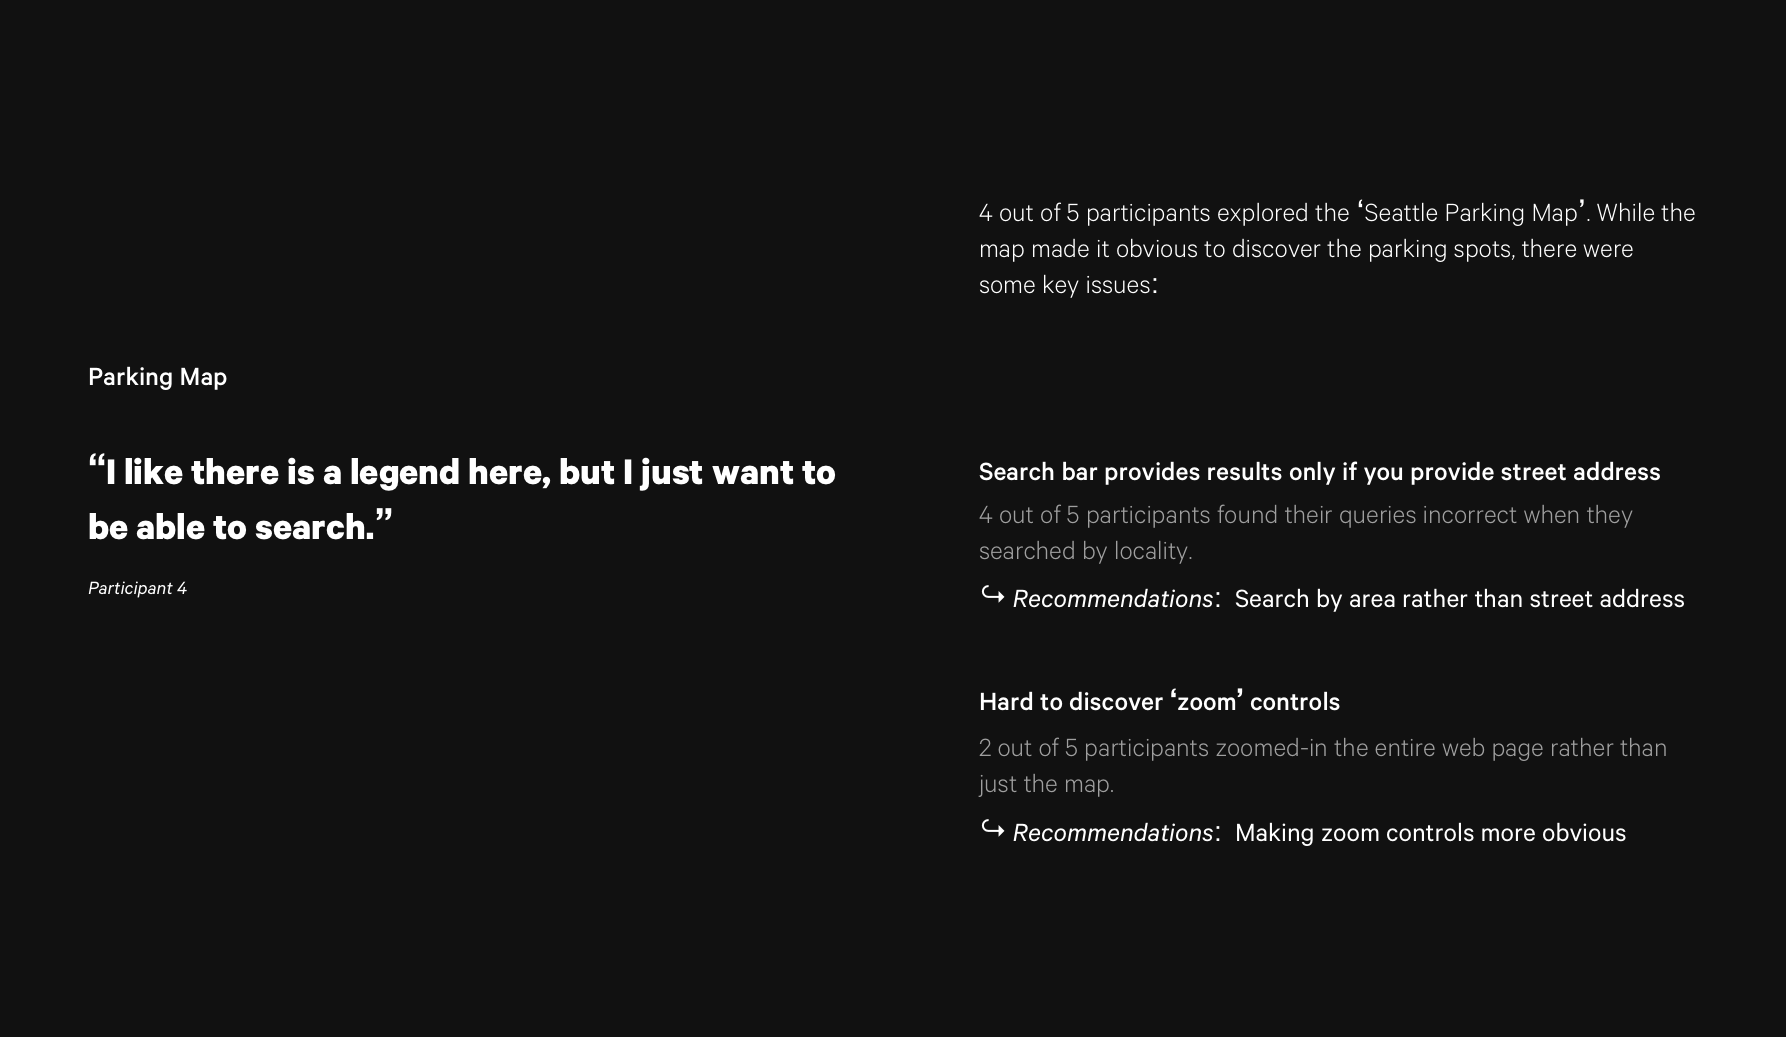 Parking Map
“I like there is a legend here, but I just want to
be able to search.”
Participant 4
4 out of 5 participants explored the ‘Seattle Parking Map’. While the
map made it obvious to discover the parking spots, there were
some key issues:
Search bar provides results only if you provide street address
4 out of 5 participants found their queries incorrect when they
searched by locality.
↪ Recommendations: Search by area rather than street address
Hard to discover ‘zoom’ controls
2 out of 5 participants zoomed-in the entire web page rather than
just the map.
↪ Recommendations: Making zoom controls more obvious